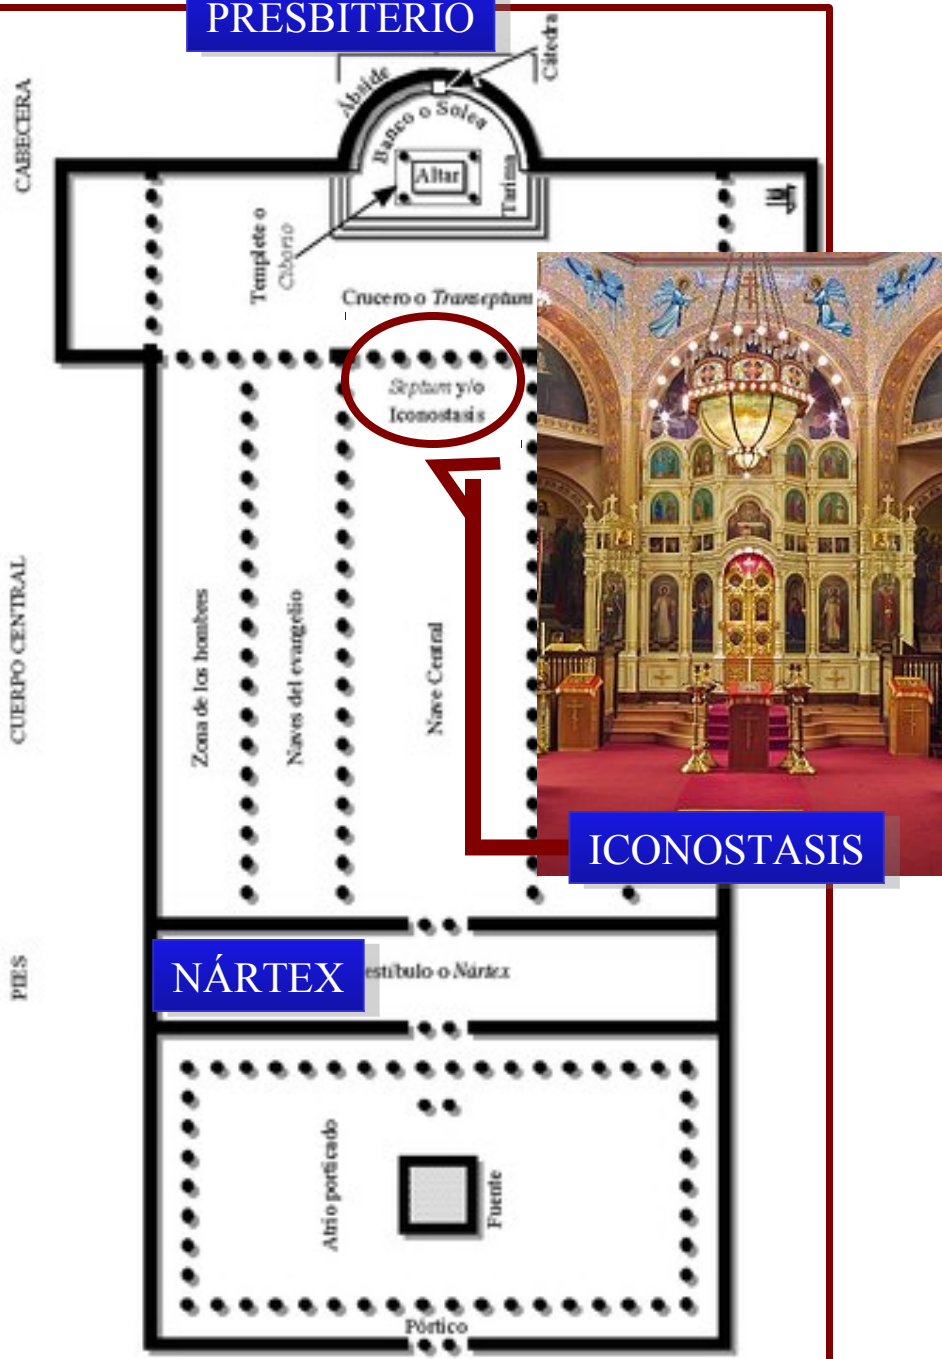 PRESBITERIO
CABECERA
Ábside
Cátedra
Banco o Solea
Altar
Tarima
Templete o
Ciborio
Crucero o Transeptum
Septum y/o
Iconostasis
CUERPO CENTRAL
Zona de los hombres
Naves del evangelio
Nave Central
ICONOSTASIS
PIES
NÁRTEX
estíbulo o Nártex
Atrio porticado
Fuente
Pórtico